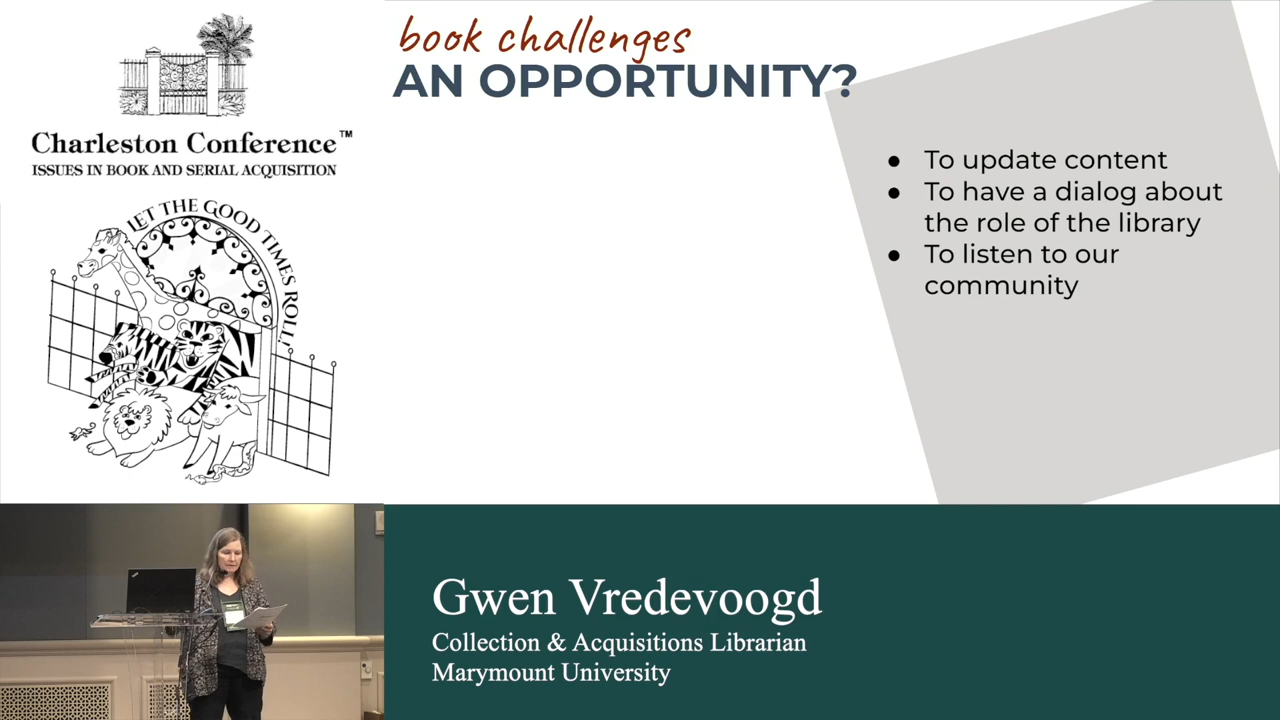 Charleston Conference™
ISSUES IN BOOK AND SERIAL ACQUISITION
LET THE GOOD TIMES ROLL!
book challenges
AN OPPORTUNITY?
● To update content
● To have a dialog about
the role of the library
● To listen to our
community
Gwen Vredevoogd
Collection & Acquisitions Librarian
Marymount University